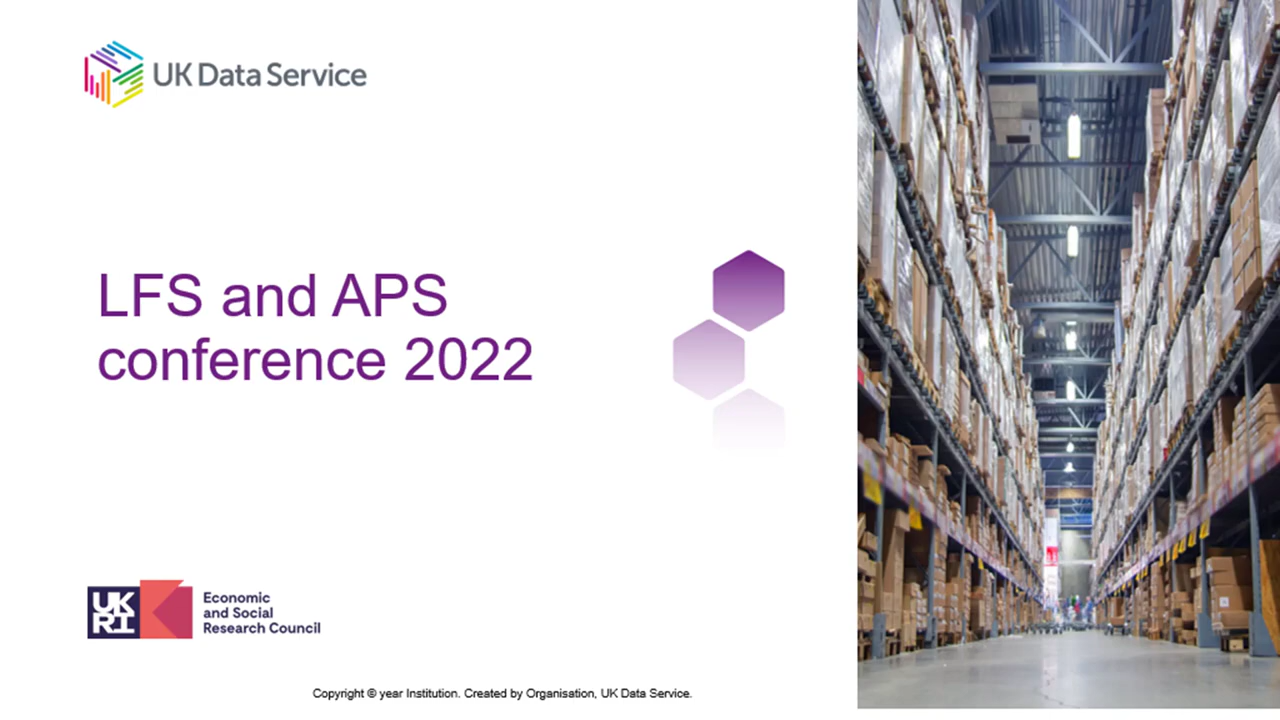 UK Data Service
LFS and APS
conference 2022
UK
RI
Economic
and Social
Research Council
Copyright © year Institution. Created by Organisation, UK Data Service.